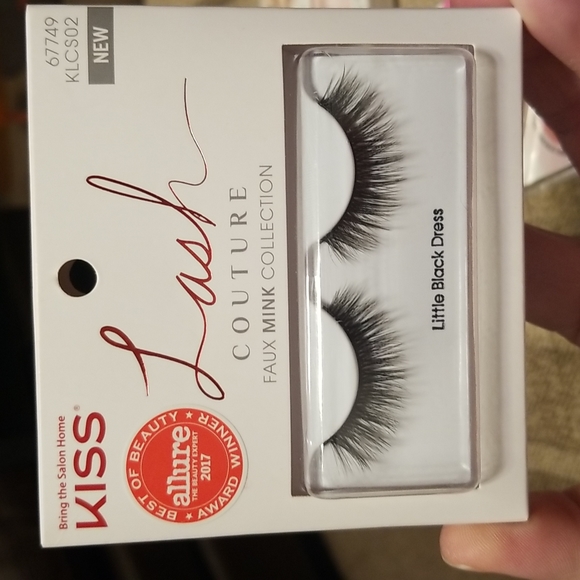 Bring the Salon Home
KISS®
67749
KLCS02
NEW
Lash
COUTURE
FAUX MINK COLLECTION
BEST OF BEAUTY
allure
THE BEAUTY EXPERT
2017
AWARD WINNER
Little Black Dress